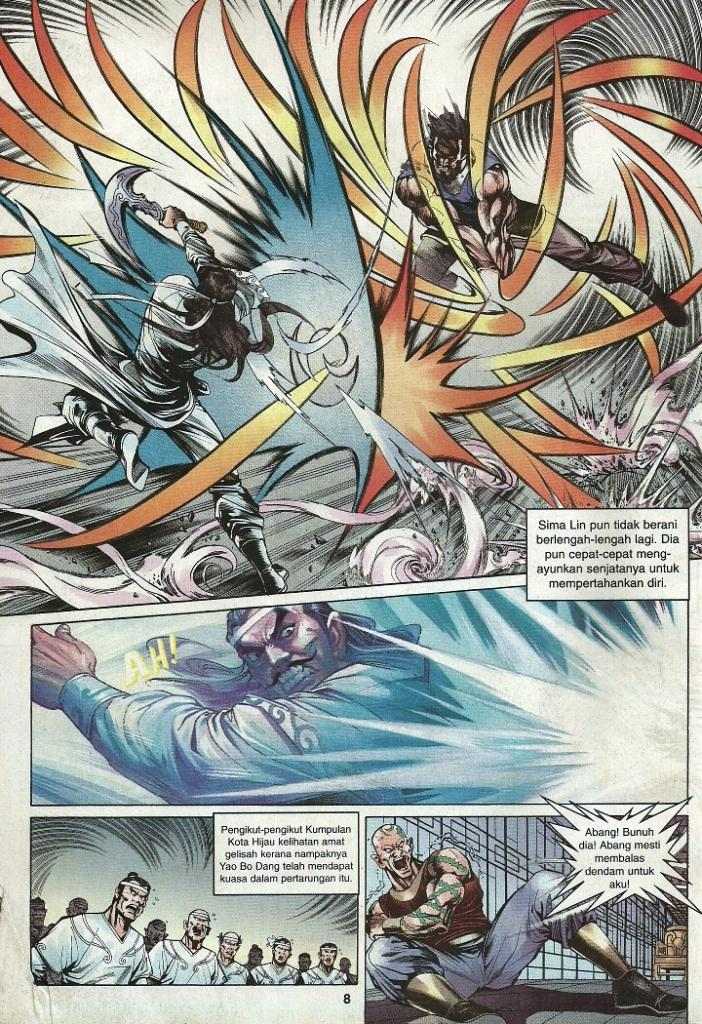 Sima Lin pun tidak berani
berlengah-lengah lagi. Dia
pun cepat-cepat meng-
ayunkan senjatanya untuk
mempertahankan diri.
AH!
Pengikut-pengikut Kumpulan
Kota Hijau kelihatan amat
gelisah kerana nampaknya
Yao Bo Dang telah mendapat
kuasa dalam pertarungan itu.
Abang! Bunuh
dia! Abang mesti
membalas
dendam untuk
aku!
8